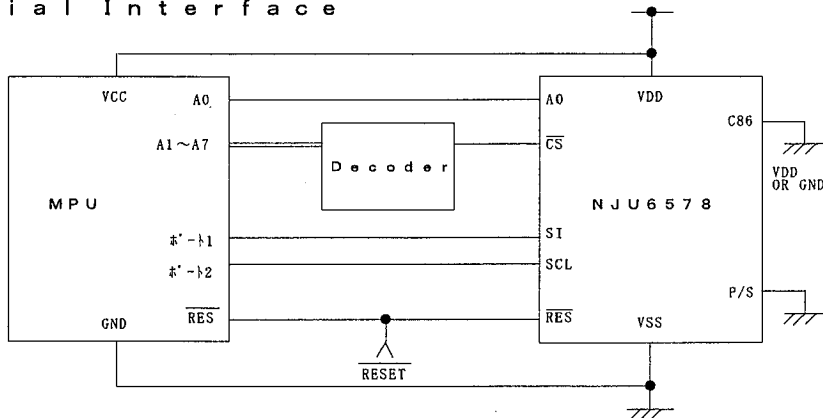 ial Interface
VCC
A0
A1～A7
MPU
ﾎﾟｰﾄ1
ﾎﾟｰﾄ2
RES
GND
RESET
Decoder
A0
CS
SI
SCL
RES
VDD
C86
NJU6578
P/S
VSS
VDD
OR GND